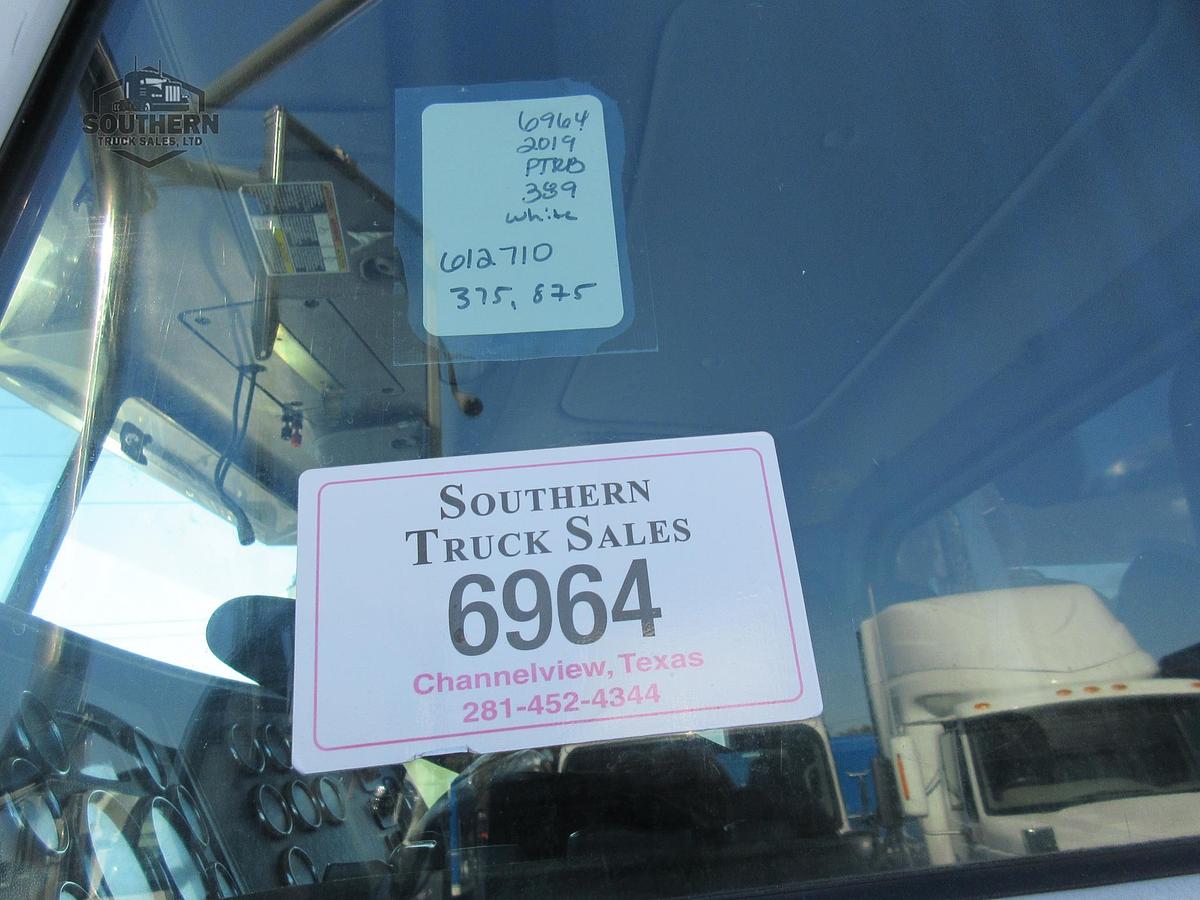 SOUTHERN
TRUCK SALES, LTD
6964
2019
PTRB
389
white
612710
375, 875
SOUTHERN
TRUCK SALES
6964
Channelview, Texas
281-452-4344